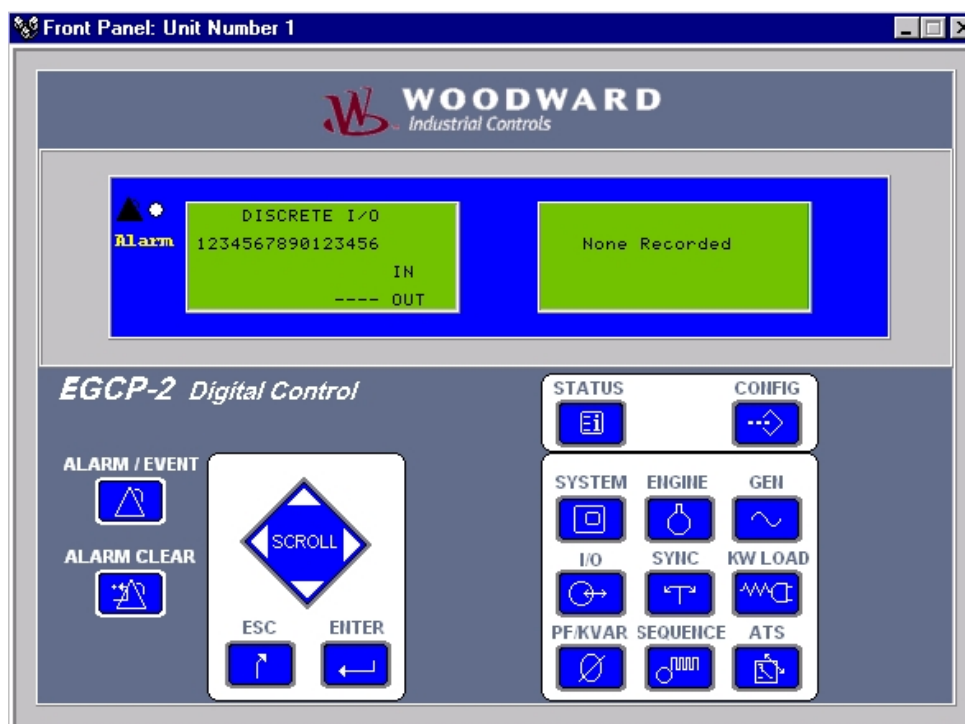 Front Panel: Unit Number 1
WOODWARD
Industrial Controls
Alarm
DISCRETE I/O
1234567890123456
IN
---- OUT
None Recorded
EGCP-2 Digital Control
STATUS
CONFIG
ALARM / EVENT
ALARM CLEAR
SCROLL
ESC
ENTER
SYSTEM ENGINE GEN
I/O SYNC KW LOAD
PF/KVAR SEQUENCE ATS